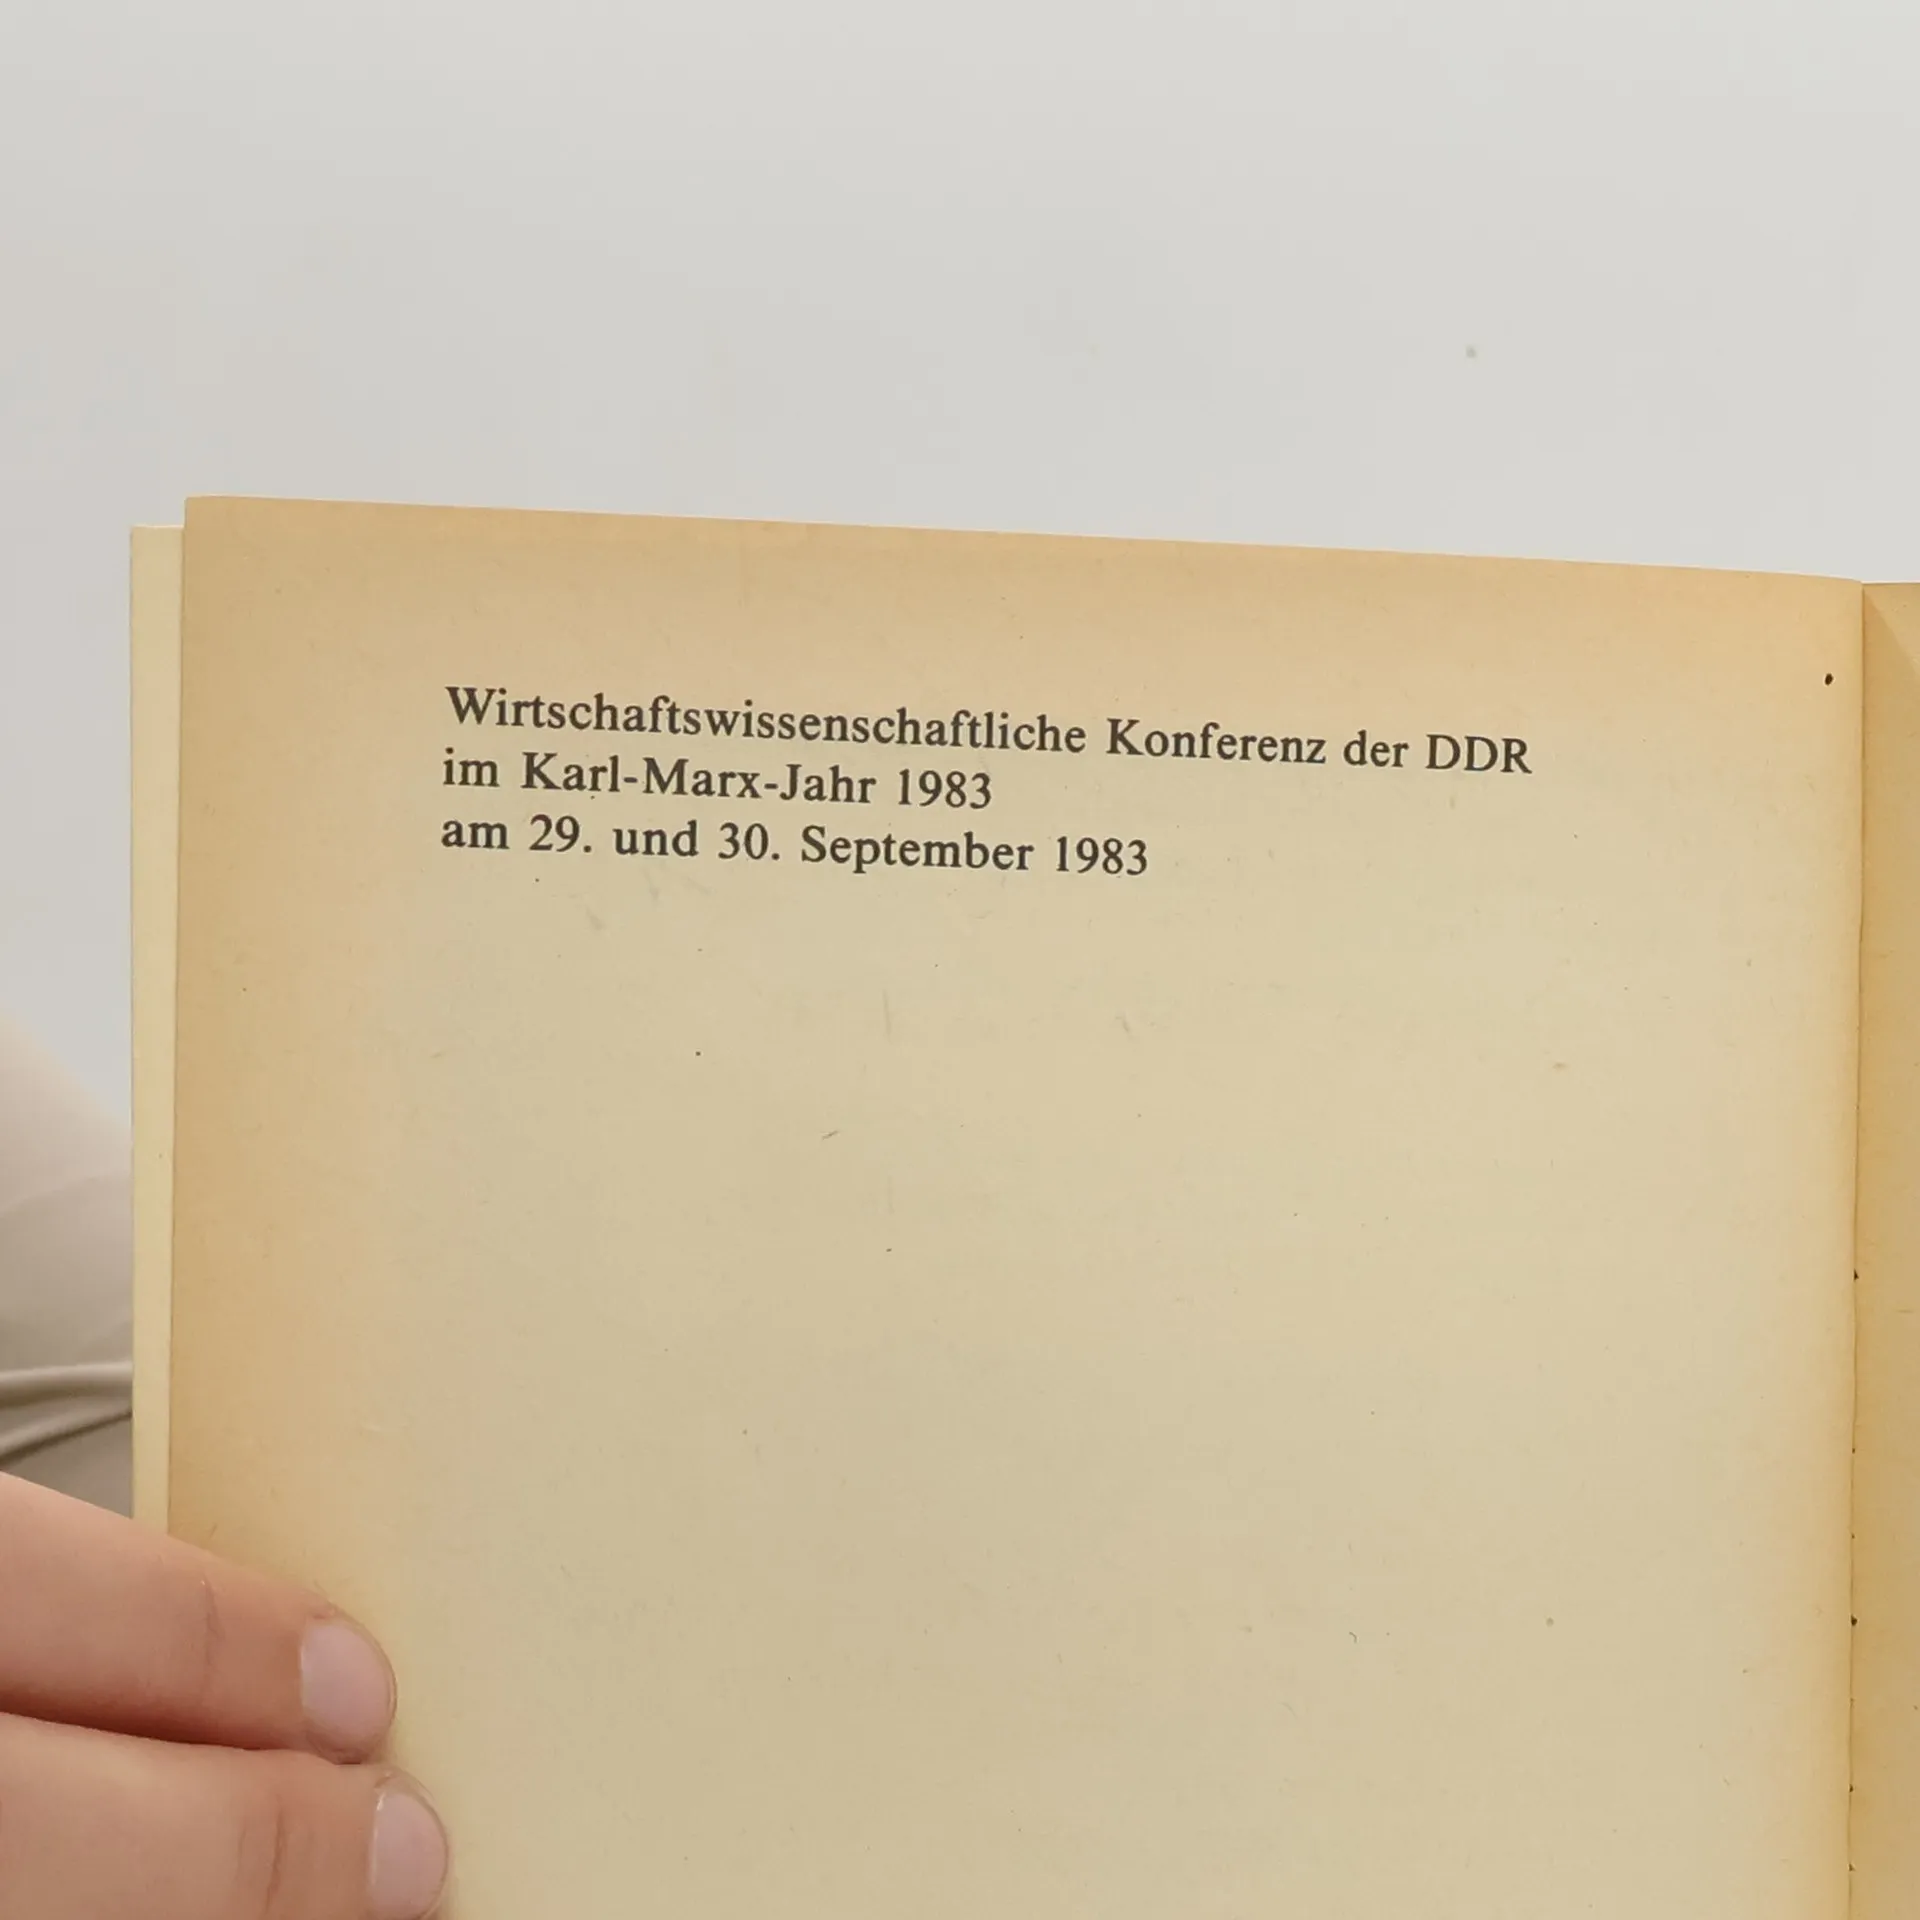 Wirtschaftswissenschaftliche Konferenz der DDR
im Karl-Marx-Jahr 1983
am 29. und 30. September 1983